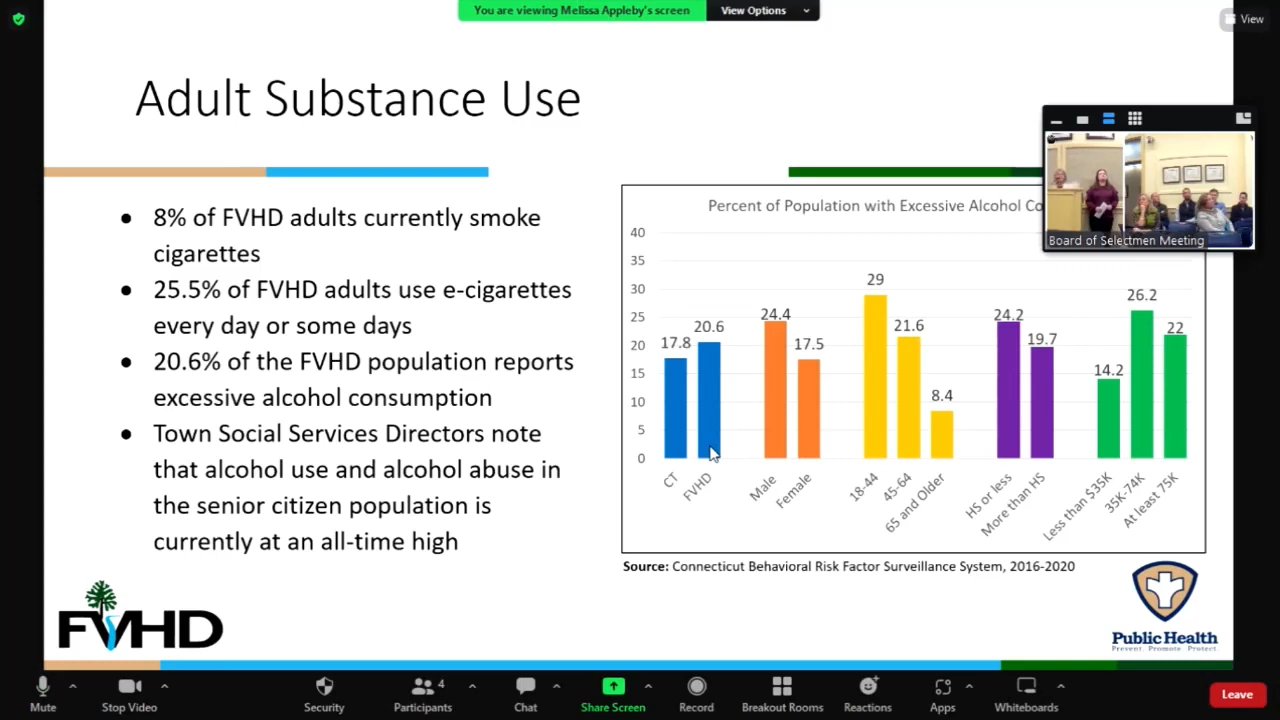 You are viewing Melissa Appleby's screen
View Options
View
Adult Substance Use
Board of Selectmen Meeting
• 8% of FVHD adults currently smoke
cigarettes
• 25.5% of FVHD adults use e-cigarettes
every day or some days
• 20.6% of the FVHD population reports
excessive alcohol consumption
• Town Social Services Directors note
that alcohol use and alcohol abuse in
the senior citizen population is
currently at an all-time high
Percent of Population with Excessive Alcohol Co
40
35
30
25
20
15
10
5
0
17.8
20.6
24.4
17.5
29
21.6
8.4
24.2
19.7
14.2
26.2
22
CT
FVHD
Male
Female
18-44
45-64
65 and Older
HS or less
More than HS
Less than $35K
35K-74K
At least 75K
Source: Connecticut Behavioral Risk Factor Surveillance System, 2016-2020
FVHD
Public Health
Prevent. Promote. Protect.
Mute
Stop Video
Security
4
Participants
Chat
Share Screen
Record
Breakout Rooms
Reactions
Apps
Whiteboards
Leave